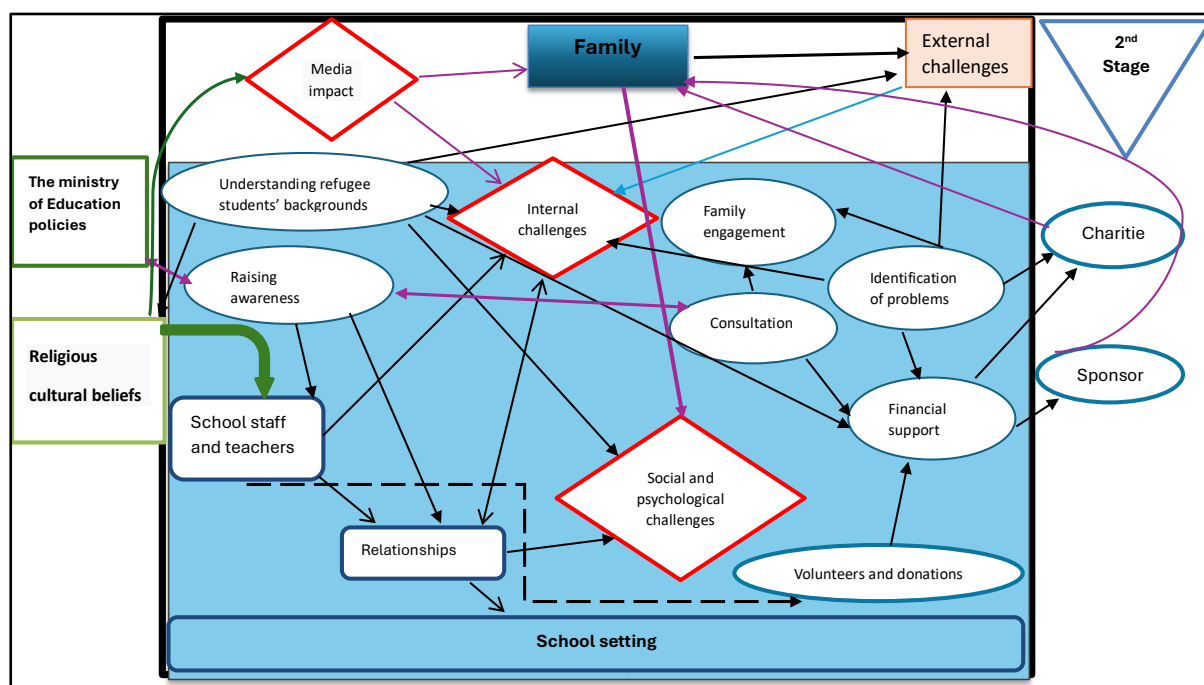 Family
External
challenges
2nd
Stage
Media
impact
The ministry
of Education
policies
Understanding refugee
students’ backgrounds
Internal
challenges
Family
engagement
Charitie
Raising
awareness
Identification
of problems
Consultation
Religious
cultural beliefs
Sponsor
School staff
and teachers
Financial
support
Social and
psychological
challenges
Relationships
Volunteers and donations
School setting